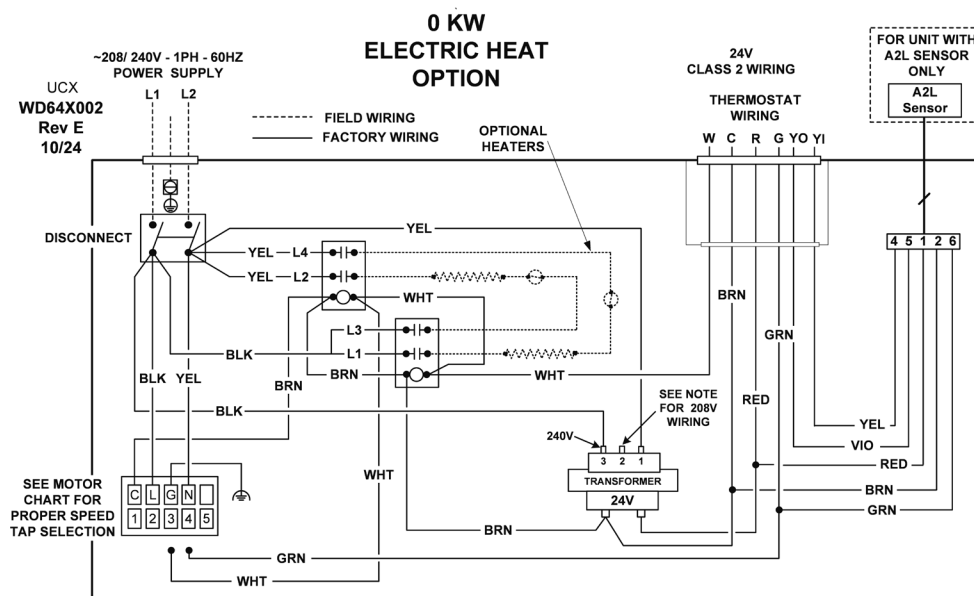 0 KW
ELECTRIC HEAT
OPTION
~208/ 240V - 1PH - 60HZ
POWER SUPPLY
L1 L2
UCX
WD64X002
Rev E
10/24
FIELD WIRING
FACTORY WIRING
OPTIONAL
HEATERS
24V
CLASS 2 WIRING
THERMOSTAT
WIRING
W C R G YO YI
FOR UNIT WITH
A2L SENSOR
ONLY
A2L
Sensor
DISCONNECT
YEL
YEL L4
YEL L2
WHT
4 5 1 2 6
BRN
GRN
L3
BLK L1
BRN
WHT
BLK YEL
BRN
BLK
RED
SEE NOTE
FOR 208V
WIRING
240V
3 2 1
TRANSFORMER
24V
YEL
VIO
RED
BRN
GRN
WHT
SEE MOTOR
CHART FOR
PROPER SPEED
TAP SELECTION
C L G N
1 2 3 4 5
BRN
GRN
WHT